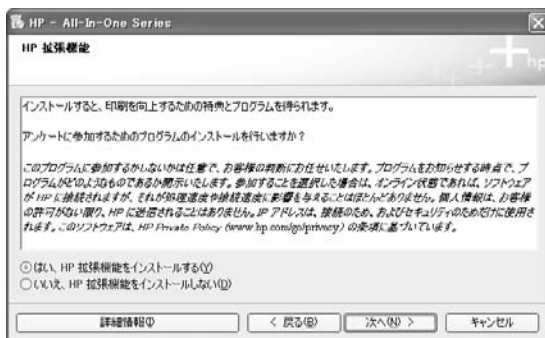 HP - All-In-One Series
HP 拡張機能
hp
インストールすると、印刷を向上するための特典とプログラムを得られます。
アンケートに参加するためのプログラムのインストールを行いますか？
このプログラムに参加するかしないかは任意で、お客様の判断にお任せいたします。プログラムをお知らせする時点で、プ
ログラムがどのようなものであるか開示いたします。参加することを選択した場合は、オンライン状態であれば、ソフトウェア
が HP に接続されますが、それが処理速度や接続速度に影響を与えることはほとんどありません。個人情報は、お客様
の許可がない限り、HP に送信されることはありません。IP アドレスは、接続のため、およびセキュリティのためだけに使用さ
れます。このソフトウェアは、HP Private Policy (www.hp.com/go/privacy) の条項に基づいています。
はい、HP 拡張機能をインストールする(Y)
いいえ、HP 拡張機能をインストールしない(O)
詳細情報(I)
< 戻る(B)
次へ(N) >
キャンセル